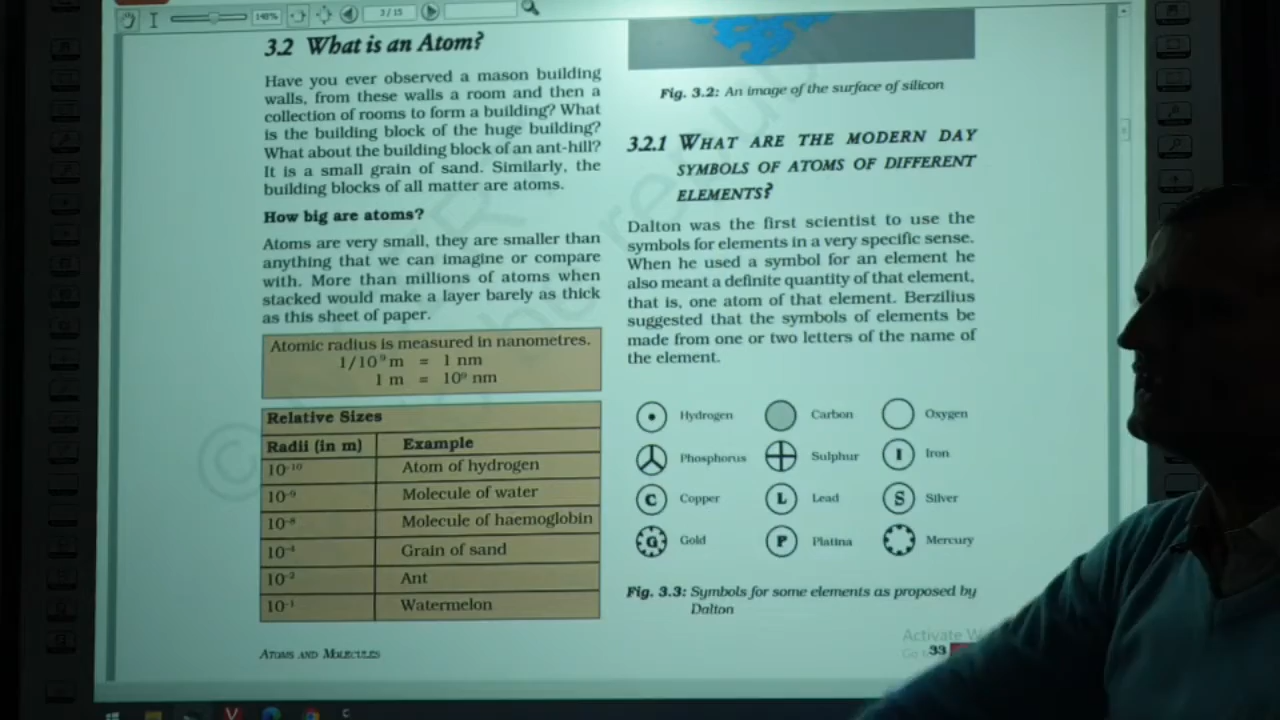 148%
3 / 15
3.2 What is an Atom?
Have you ever observed a mason building
walls, from these walls a room and then a
collection of rooms to form a building? What
is the building block of the huge building?
What about the building block of an ant-hill?
It is a small grain of sand. Similarly, the
building blocks of all matter are atoms.
How big are atoms?
Atoms are very small, they are smaller than
anything that we can imagine or compare
with. More than millions of atoms when
stacked would make a layer barely as thick
as this sheet of paper.
Atomic radius is measured in nanometres.
1/10⁹ m = 1 nm
1 m = 10⁹ nm
Relative Sizes
Radii (in m) Example
10⁻¹⁰ Atom of hydrogen
10⁻⁹ Molecule of water
10⁻⁸ Molecule of haemoglobin
10⁻⁴ Grain of sand
10⁻³ Ant
10⁻¹ Watermelon
ATOMS AND MOLECULES
Fig. 3.2: An image of the surface of silicon
3.2.1 WHAT ARE THE MODERN DAY
SYMBOLS OF ATOMS OF DIFFERENT
ELEMENTS?
Dalton was the first scientist to use the
symbols for elements in a very specific sense.
When he used a symbol for an element he
also meant a definite quantity of that element,
that is, one atom of that element. Berzilius
suggested that the symbols of elements be
made from one or two letters of the name of
the element.
Hydrogen Carbon Oxygen
Phosphorus Sulphur I Iron
C Copper L Lead S Silver
G Gold P Platina Mercury
Fig. 3.3: Symbols for some elements as proposed by
Dalton
Activate W
33